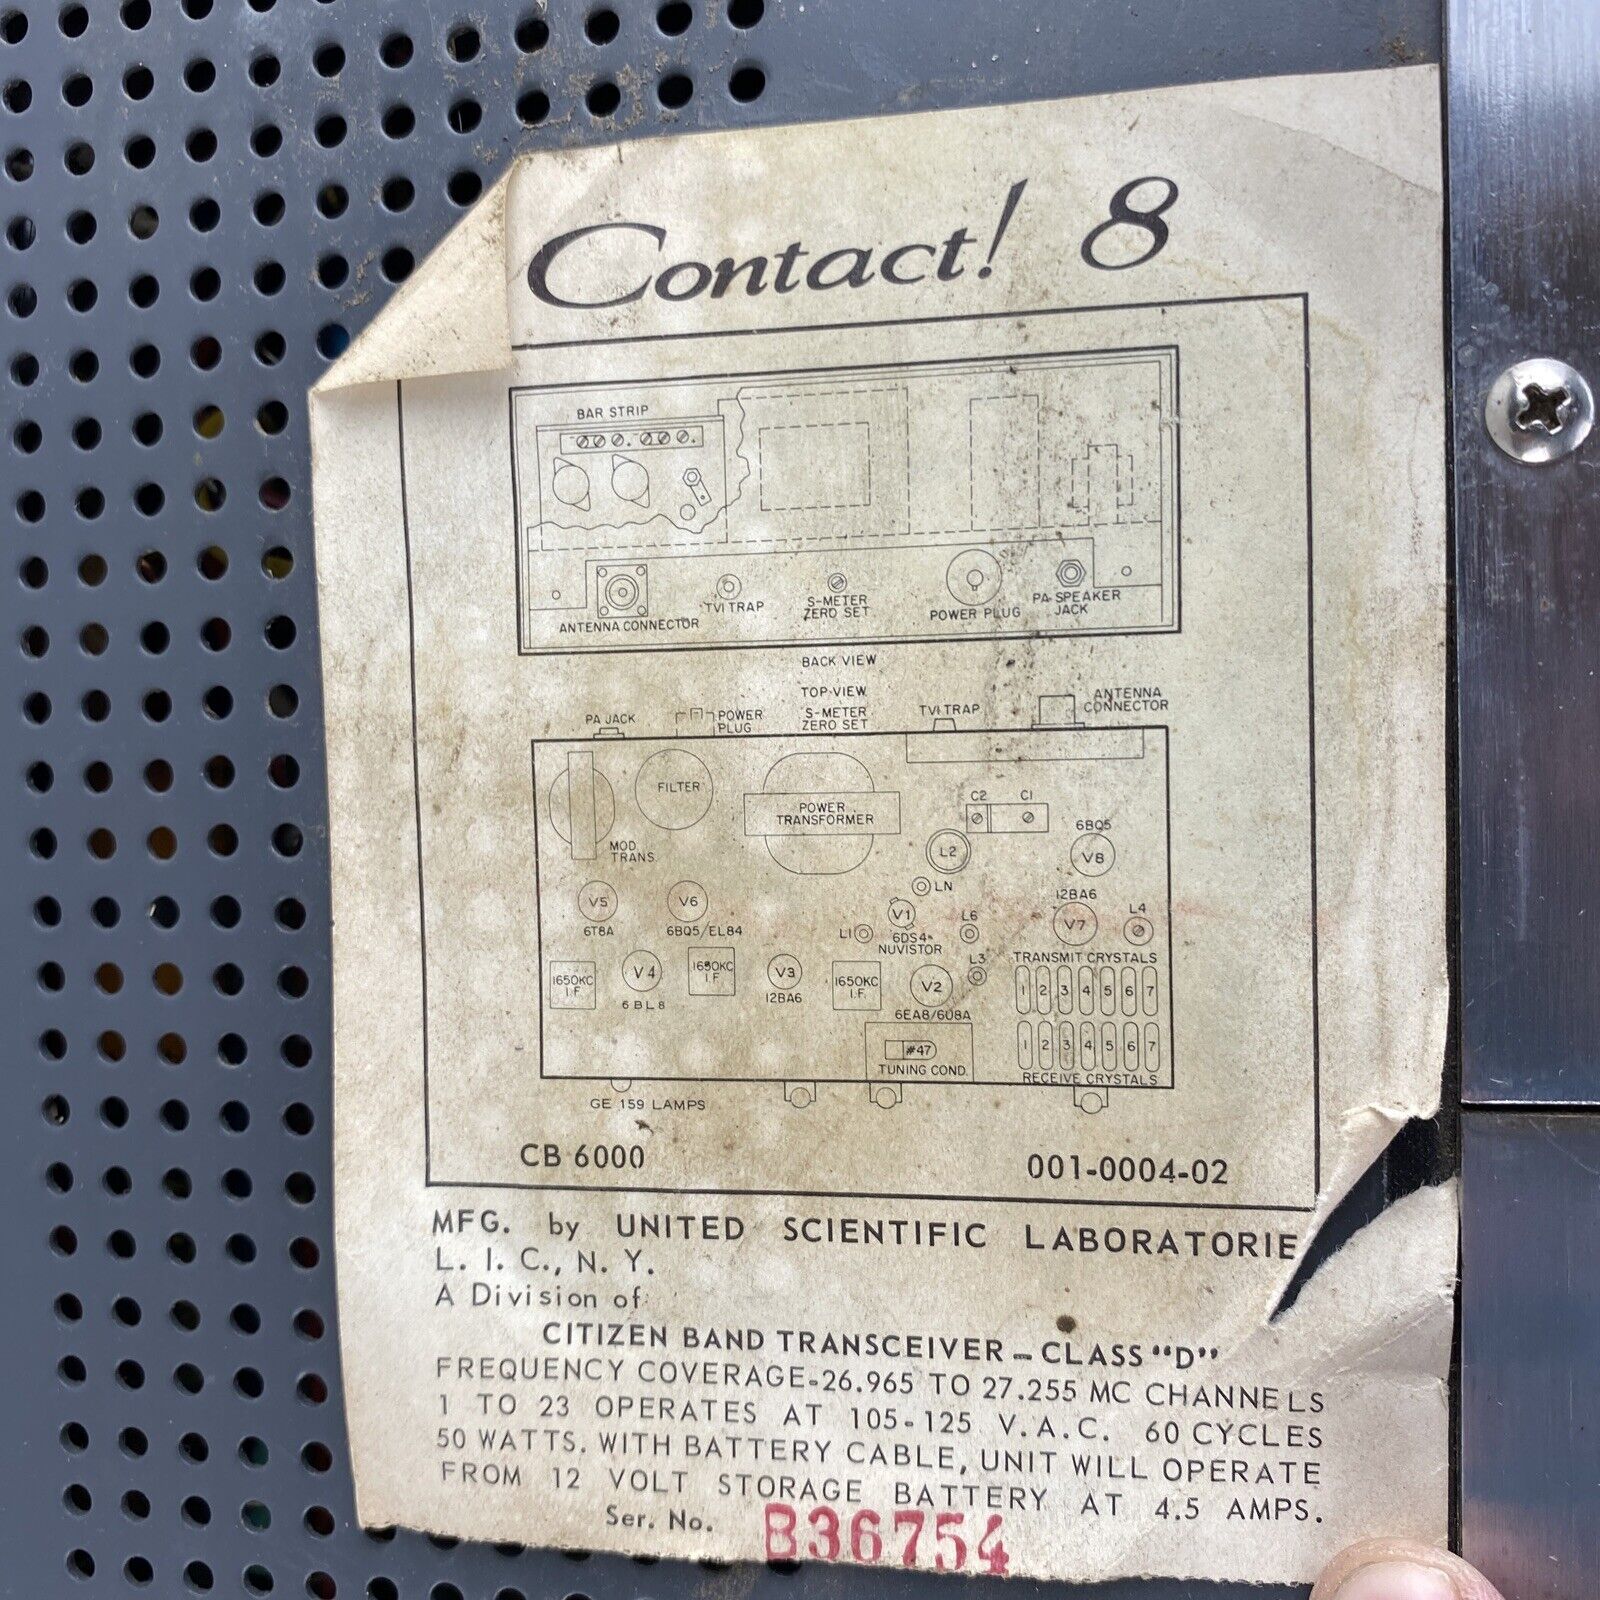 Contact! 8
BAR STRIP
ANTENNA CONNECTOR
TVI TRAP
S-METER
ZERO SET
POWER PLUG
PA-SPEAKER
JACK
BACK VIEW
TOP VIEW
PA JACK
POWER
PLUG
S-METER
ZERO SET
TVI TRAP
ANTENNA
CONNECTOR
FILTER
POWER
TRANSFORMER
C2 C1
MOD.
TRANS.
L2
6BQ5
V8
LN
V5
6T8A
V6
6BQ5/EL84
V1
6DS4
NUVISTOR
L1
L6
12BA6
V7
L4
L3
TRANSMIT CRYSTALS
1650KC
I.F.
V4
6BL8
1650KC
I.F.
V3
12BA6
1650KC
I.F.
V2
6EA8/6U8A
1 2 3 4 5 6 7
1 2 3 4 5 6 7
RECEIVE CRYSTALS
#47
TUNING COND.
GE 159 LAMPS
CB 6000 001-0004-02
MFG. by UNITED SCIENTIFIC LABORATORIE
L. I. C., N. Y.
A Division of
CITIZEN BAND TRANSCEIVER - CLASS "D"
FREQUENCY COVERAGE-26.965 TO 27.255 MC CHANNELS
1 TO 23 OPERATES AT 105-125 V.A.C. 60 CYCLES
50 WATTS. WITH BATTERY CABLE, UNIT WILL OPERATE
FROM 12 VOLT STORAGE BATTERY AT 4.5 AMPS.
Ser. No. B36754